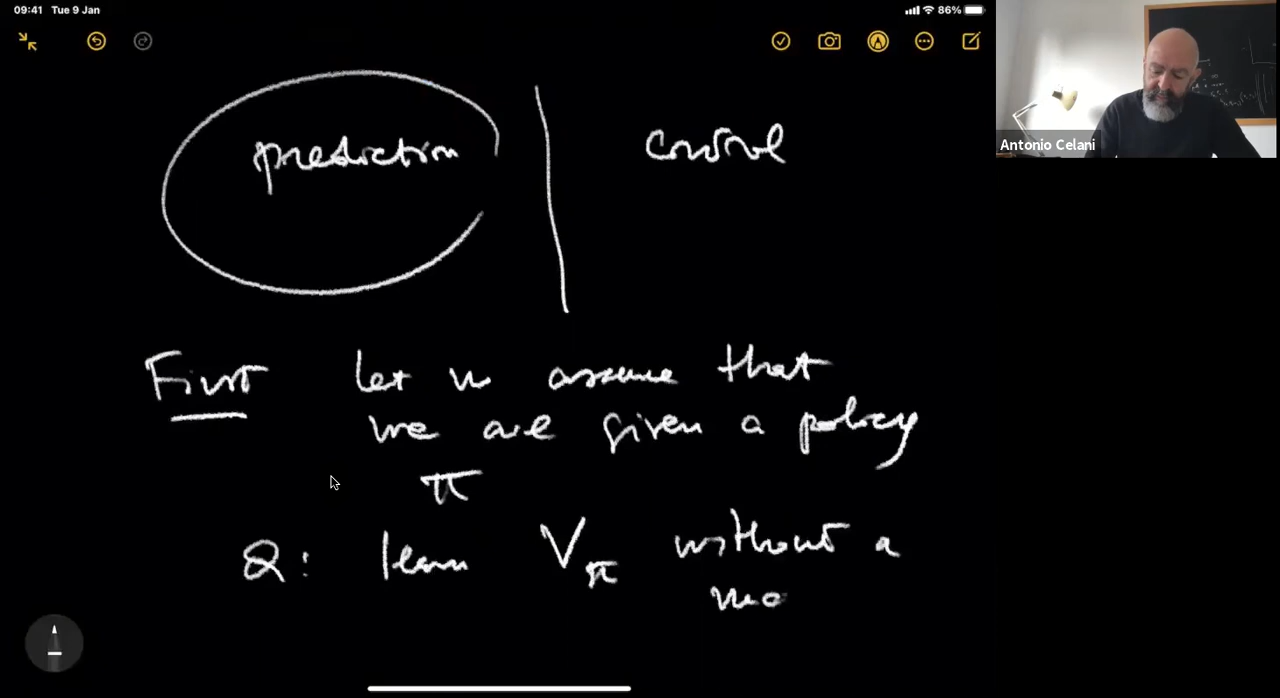 09:41 Tue 9 Jan 86%
Antonio Celani
prediction control
First let us assume that
we are given a policy
π
Q: learn Vπ without a
mo